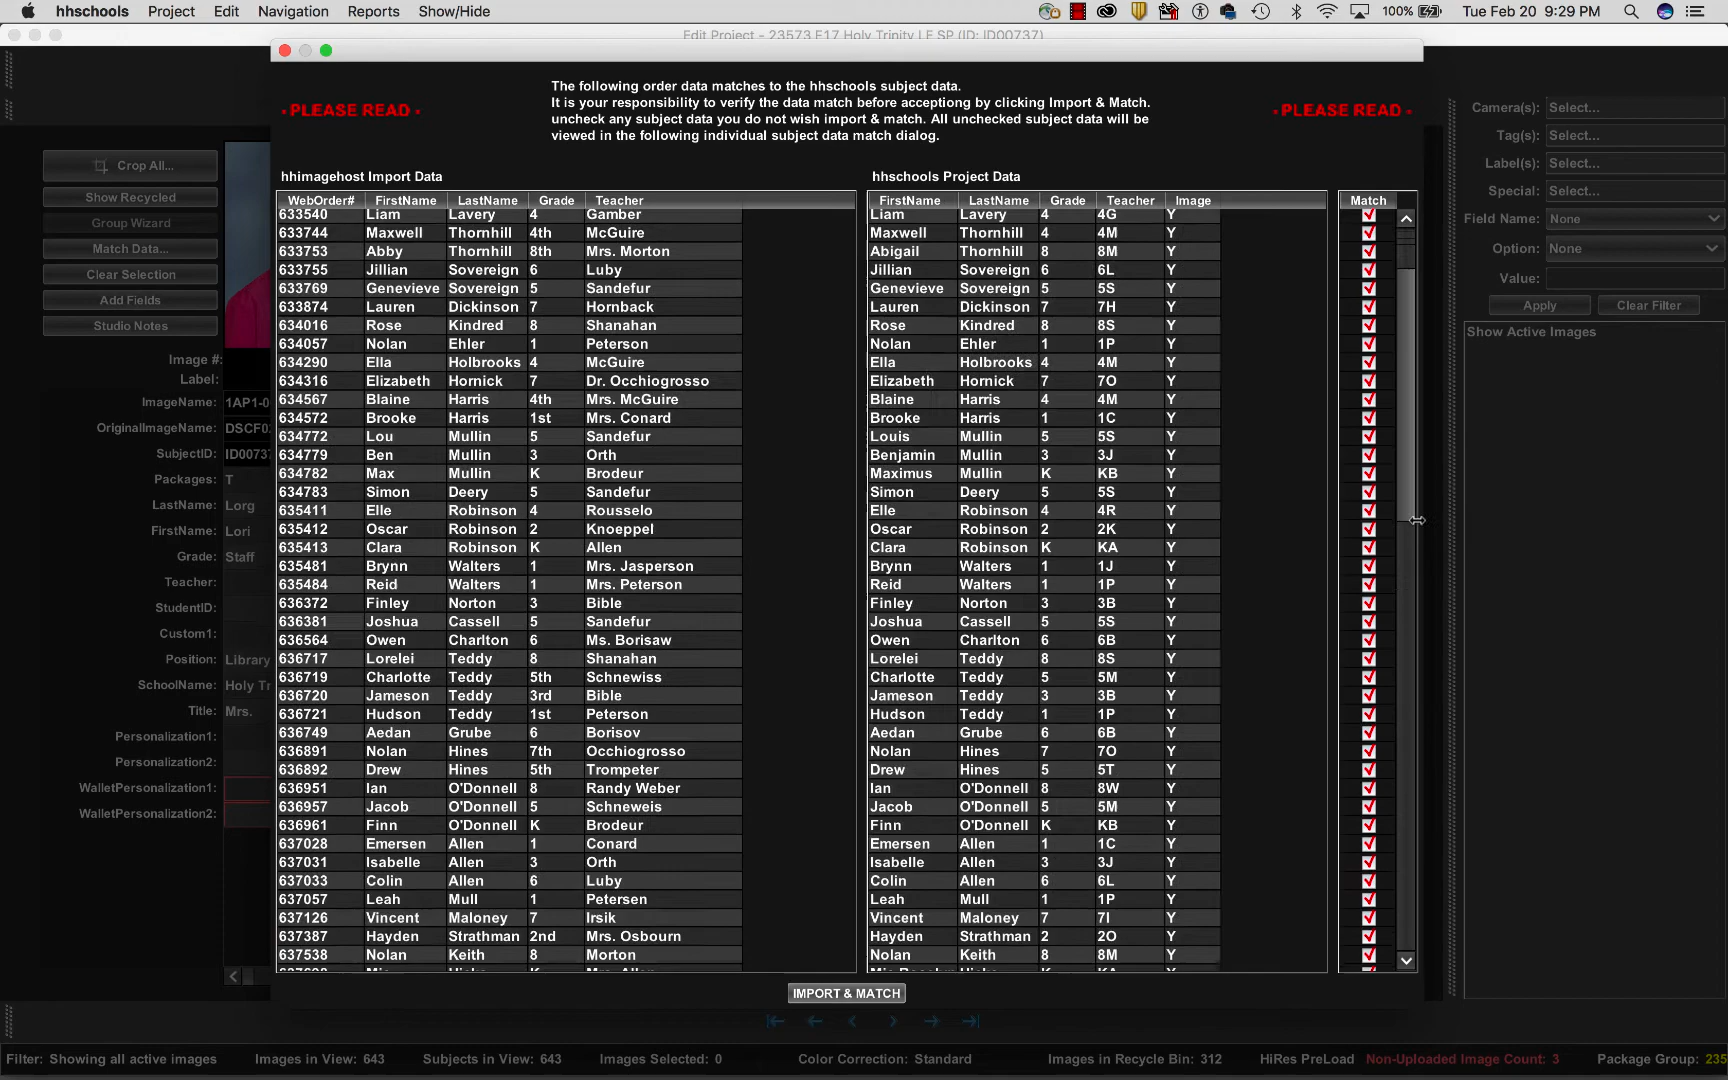 hhschools Project Edit Navigation Reports Show/Hide 100% Tue Feb 20 9:29 PM
Edit Project - 23573 F17 Holy Trinity LE SP (ID: ID00737)
- PLEASE READ -
The following order data matches to the hhschools subject data.
It is your responsibility to verify the data match before acceptiong by clicking Import & Match.
uncheck any subject data you do not wish import & match. All unchecked subject data will be
viewed in the following individual subject data match dialog.
- PLEASE READ -
hhimagehost Import Data hhschools Project Data
WebOrder# FirstName LastName Grade Teacher FirstName LastName Grade Teacher Image Match
633540 Liam Lavery 4 Gamber Liam Lavery 4 4G Y
633744 Maxwell Thornhill 4th McGuire Maxwell Thornhill 4 4M Y
633753 Abby Thornhill 8th Mrs. Morton Abigail Thornhill 8 8M Y
633755 Jillian Sovereign 6 Luby Jillian Sovereign 6 6L Y
633769 Genevieve Sovereign 5 Sandefur Genevieve Sovereign 5 5S Y
633874 Lauren Dickinson 7 Hornback Lauren Dickinson 7 7H Y
634016 Rose Kindred 8 Shanahan Rose Kindred 8 8S Y
634057 Nolan Ehler 1 Peterson Nolan Ehler 1 1P Y
634290 Ella Holbrooks 4 McGuire Ella Holbrooks 4 4M Y
634316 Elizabeth Hornick 7 Dr. Occhiogrosso Elizabeth Hornick 7 7O Y
634567 Blaine Harris 4th Mrs. McGuire Blaine Harris 4 4M Y
634572 Brooke Harris 1st Mrs. Conard Brooke Harris 1 1C Y
634772 Lou Mullin 5 Sandefur Louis Mullin 5 5S Y
634779 Ben Mullin 3 Orth Benjamin Mullin 3 3J Y
634782 Max Mullin K Brodeur Maximus Mullin K KB Y
634783 Simon Deery 5 Sandefur Simon Deery 5 5S Y
635411 Elle Robinson 4 Rousselo Elle Robinson 4 4R Y
635412 Oscar Robinson 2 Knoeppel Oscar Robinson 2 2K Y
635413 Clara Robinson K Allen Clara Robinson K KA Y
635481 Brynn Walters 1 Mrs. Jasperson Brynn Walters 1 1J Y
635484 Reid Walters 1 Mrs. Peterson Reid Walters 1 1P Y
636372 Finley Norton 3 Bible Finley Norton 3 3B Y
636381 Joshua Cassell 5 Sandefur Joshua Cassell 5 5S Y
636564 Owen Charlton 6 Ms. Borisaw Owen Charlton 6 6B Y
636717 Lorelei Teddy 8 Shanahan Lorelei Teddy 8 8S Y
636719 Charlotte Teddy 5th Schnewiss Charlotte Teddy 5 5M Y
636720 Jameson Teddy 3rd Bible Jameson Teddy 3 3B Y
636721 Hudson Teddy 1st Peterson Hudson Teddy 1 1P Y
636749 Aedan Grube 6 Borisov Aedan Grube 6 6B Y
636891 Nolan Hines 7th Occhiogrosso Nolan Hines 7 7O Y
636892 Drew Hines 5th Trompeter Drew Hines 5 5T Y
636951 Ian O'Donnell 8 Randy Weber Ian O'Donnell 8 8W Y
636957 Jacob O'Donnell 5 Schneweis Jacob O'Donnell 5 5M Y
636961 Finn O'Donnell K Brodeur Finn O'Donnell K KB Y
637028 Emersen Allen 1 Conard Emersen Allen 1 1C Y
637031 Isabelle Allen 3 Orth Isabelle Allen 3 3J Y
637033 Colin Allen 6 Luby Colin Allen 6 6L Y
637057 Leah Mull 1 Petersen Leah Mull 1 1P Y
637126 Vincent Maloney 7 Irsik Vincent Maloney 7 7I Y
637387 Hayden Strathman 2nd Mrs. Osbourn Hayden Strathman 2 2O Y
637538 Nolan Keith 8 Morton Nolan Keith 8 8M Y
IMPORT & MATCH
Crop All...
Show Recycled
Group Wizard
Match Data...
Clear Selection
Add Fields
Studio Notes
Image #:
Label:
ImageName: 1AP1-0
OriginalImageName: DSCF0
SubjectID: ID00737
Packages: T
LastName: Lorg
FirstName: Lori
Grade: Staff
Teacher:
StudentID:
Custom1:
Position: Library
SchoolName: Holy Tr
Title: Mrs.
Personalization1:
Personalization2:
WalletPersonalization1:
WalletPersonalization2:
Camera(s): Select...
Tag(s): Select...
Label(s): Select...
Special: Select...
Field Name: None
Option: None
Value:
Apply Clear Filter
Show Active Images
Filter: Showing all active images Images in View: 643 Subjects in View: 643 Images Selected: 0 Color Correction: Standard Images in Recycle Bin: 312 HiRes PreLoad Non-Uploaded Image Count: 3 Package Group: 235